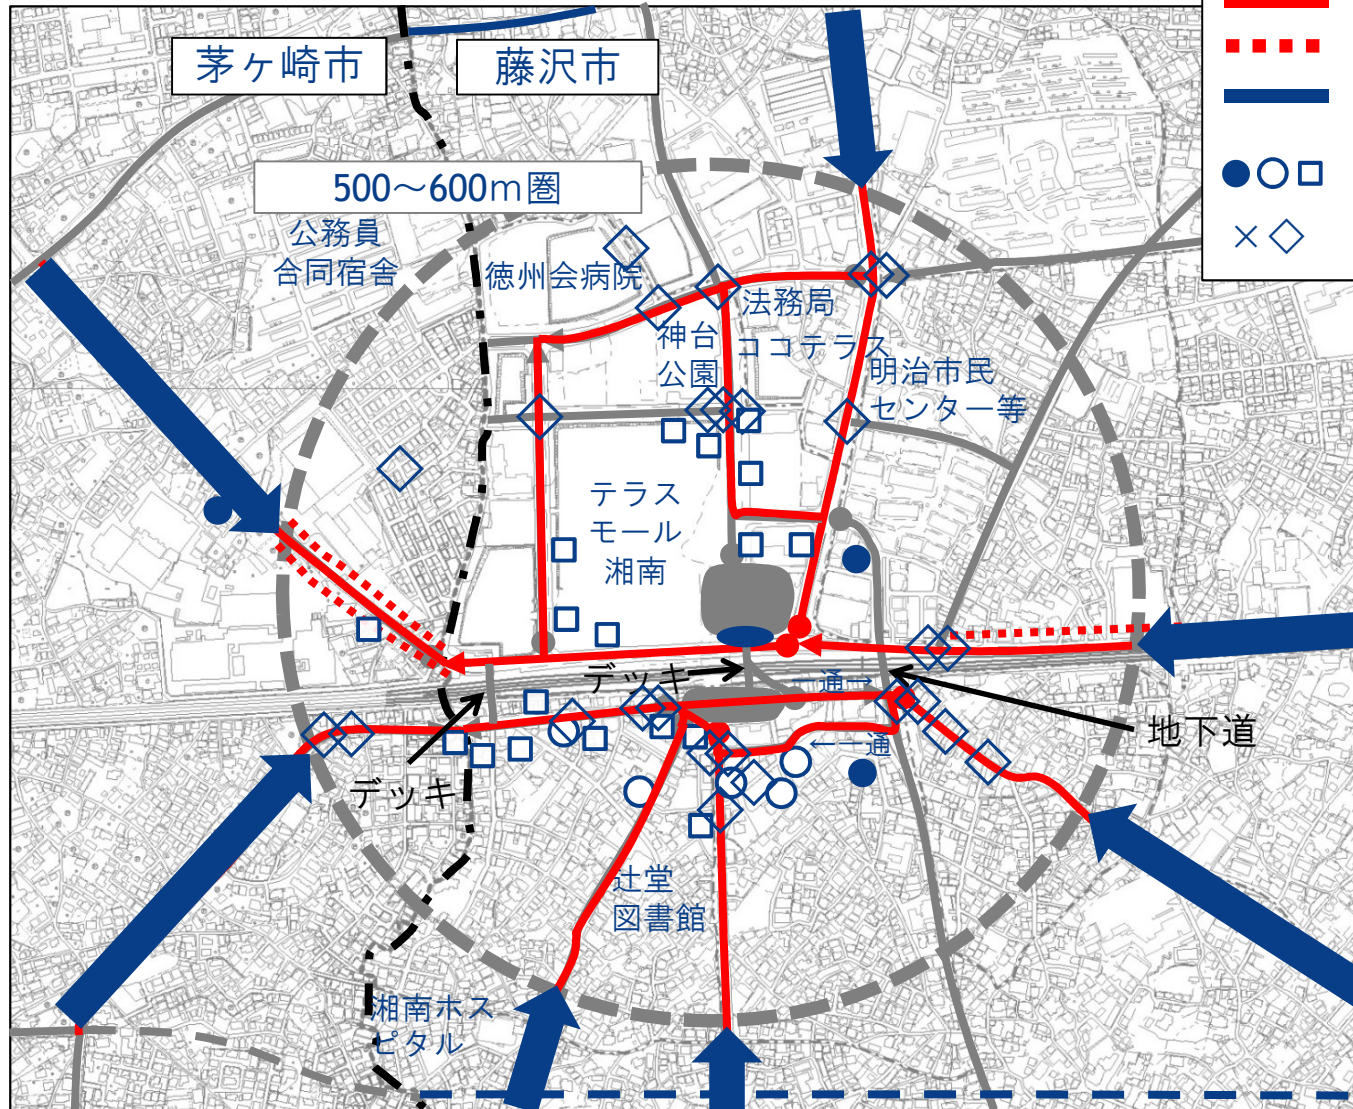 茅ヶ崎市
藤沢市
500～600ｍ圏
公務員
合同宿舎
徳州会病院
法務局
神台
公園
ココテラス
明治市民
センター等
テラス
モール
湘南
デッキ
一通→
地下道
←一通
デッキ
辻堂
図書館
湘南ホス
ピタル